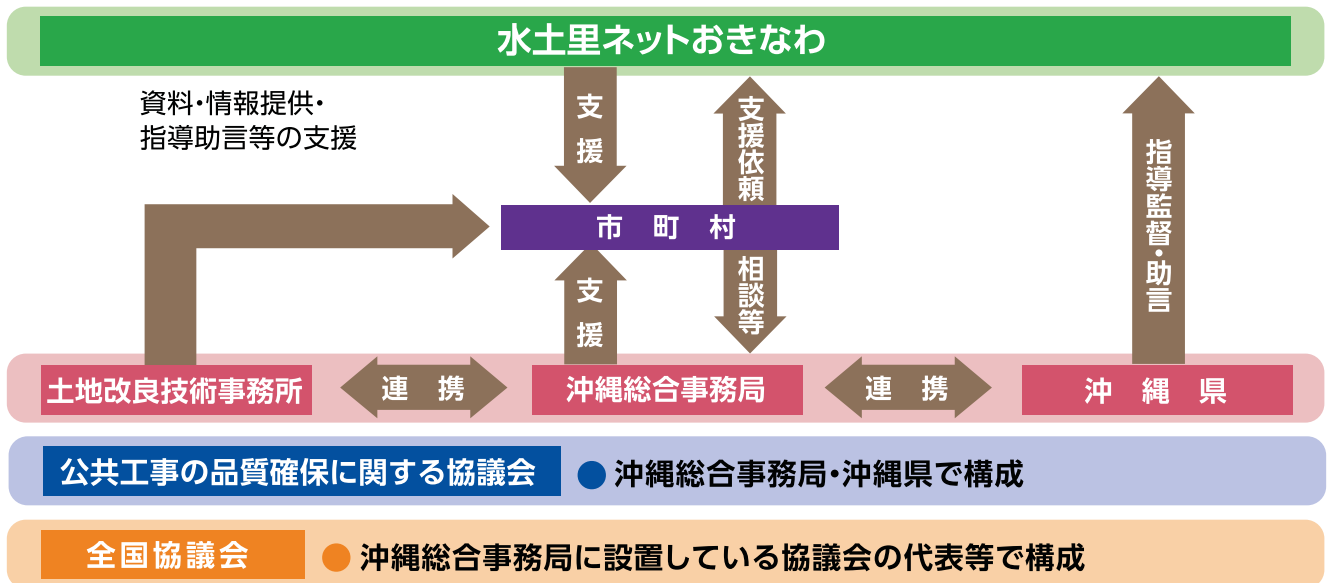 水土里ネットおきなわ
資料・情報提供・
指導助言等の支援
支援
支援依頼
指導監督・助言
市町村
支援
相談等
土地改良技術事務所
連携
沖縄総合事務局
連携
沖縄県
公共工事の品質確保に関する協議会
●沖縄総合事務局・沖縄県で構成
全国協議会
●沖縄総合事務局に設置している協議会の代表等で構成